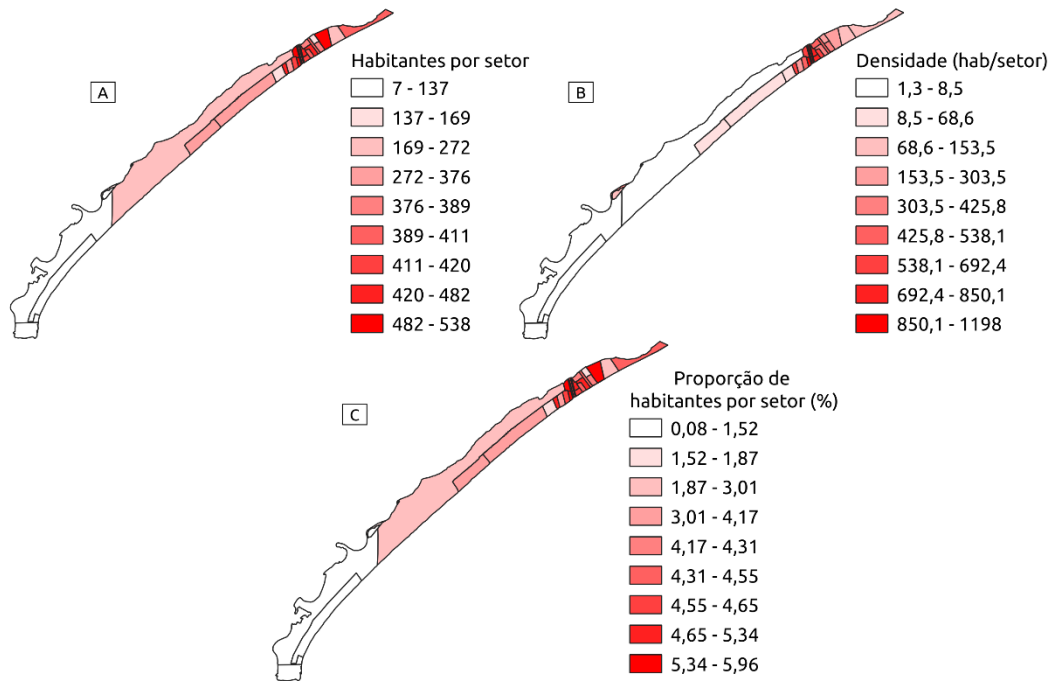 A
Habitantes por setor
7 - 137
137 - 169
169 - 272
272 - 376
376 - 389
389 - 411
411 - 420
420 - 482
482 - 538
B
Densidade (hab/setor)
1,3 - 8,5
8,5 - 68,6
68,6 - 153,5
153,5 - 303,5
303,5 - 425,8
425,8 - 538,1
538,1 - 692,4
692,4 - 850,1
850,1 - 1198
C
Proporção de
habitantes por setor (%)
0,08 - 1,52
1,52 - 1,87
1,87 - 3,01
3,01 - 4,17
4,17 - 4,31
4,31 - 4,55
4,55 - 4,65
4,65 - 5,34
5,34 - 5,96